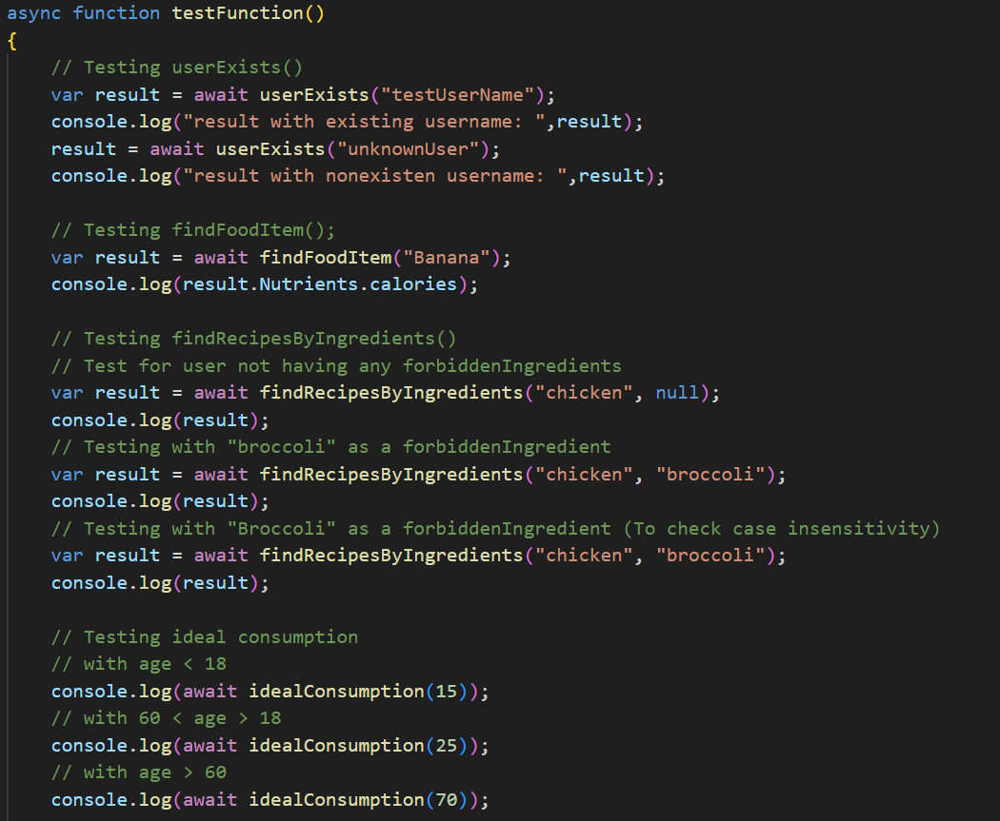 async function testFunction()
{
    // Testing userExists()
    var result = await userExists("testUserName");
    console.log("result with existing username: ",result);
    result = await userExists("unknownUser");
    console.log("result with nonexisten username: ",result);

    // Testing findFoodItem();
    var result = await findFoodItem("Banana");
    console.log(result.Nutrients.calories);

    // Testing findRecipesByIngredients()
    // Test for user not having any forbiddenIngredients
    var result = await findRecipesByIngredients("chicken", null);
    console.log(result);
    // Testing with "broccoli" as a forbiddenIngredient
    var result = await findRecipesByIngredients("chicken", "broccoli");
    console.log(result);
    // Testing with "Broccoli" as a forbiddenIngredient (To check case insensitivity)
    var result = await findRecipesByIngredients("chicken", "broccoli");
    console.log(result);

    // Testing ideal consumption
    // with age < 18
    console.log(await idealConsumption(15));
    // with 60 < age > 18
    console.log(await idealConsumption(25));
    // with age > 60
    console.log(await idealConsumption(70));